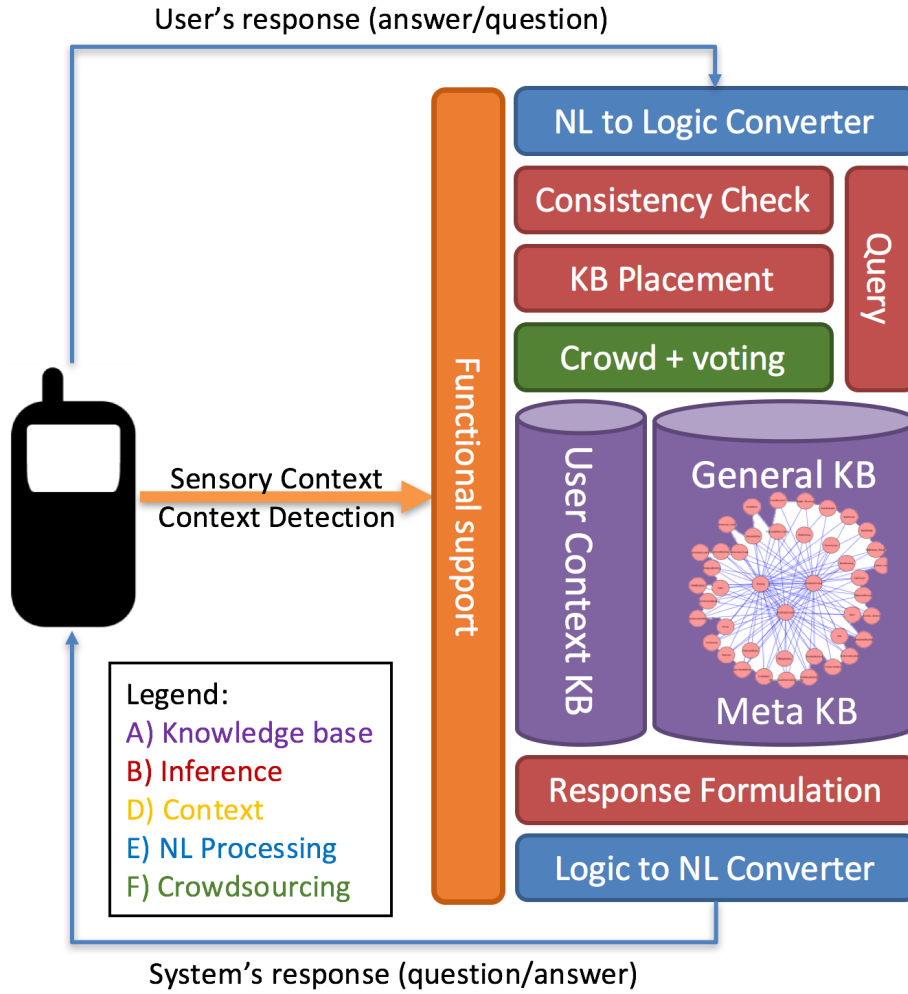 User's response (answer/question)
NL to Logic Converter
Consistency Check
Query
KB Placement
Crowd + voting
Functional support
Sensory Context
Context Detection
User Context KB
General KB
Meta KB
Legend:
A) Knowledge base
B) Inference
D) Context
E) NL Processing
F) Crowdsourcing
Response Formulation
Logic to NL Converter
System's response (question/answer)